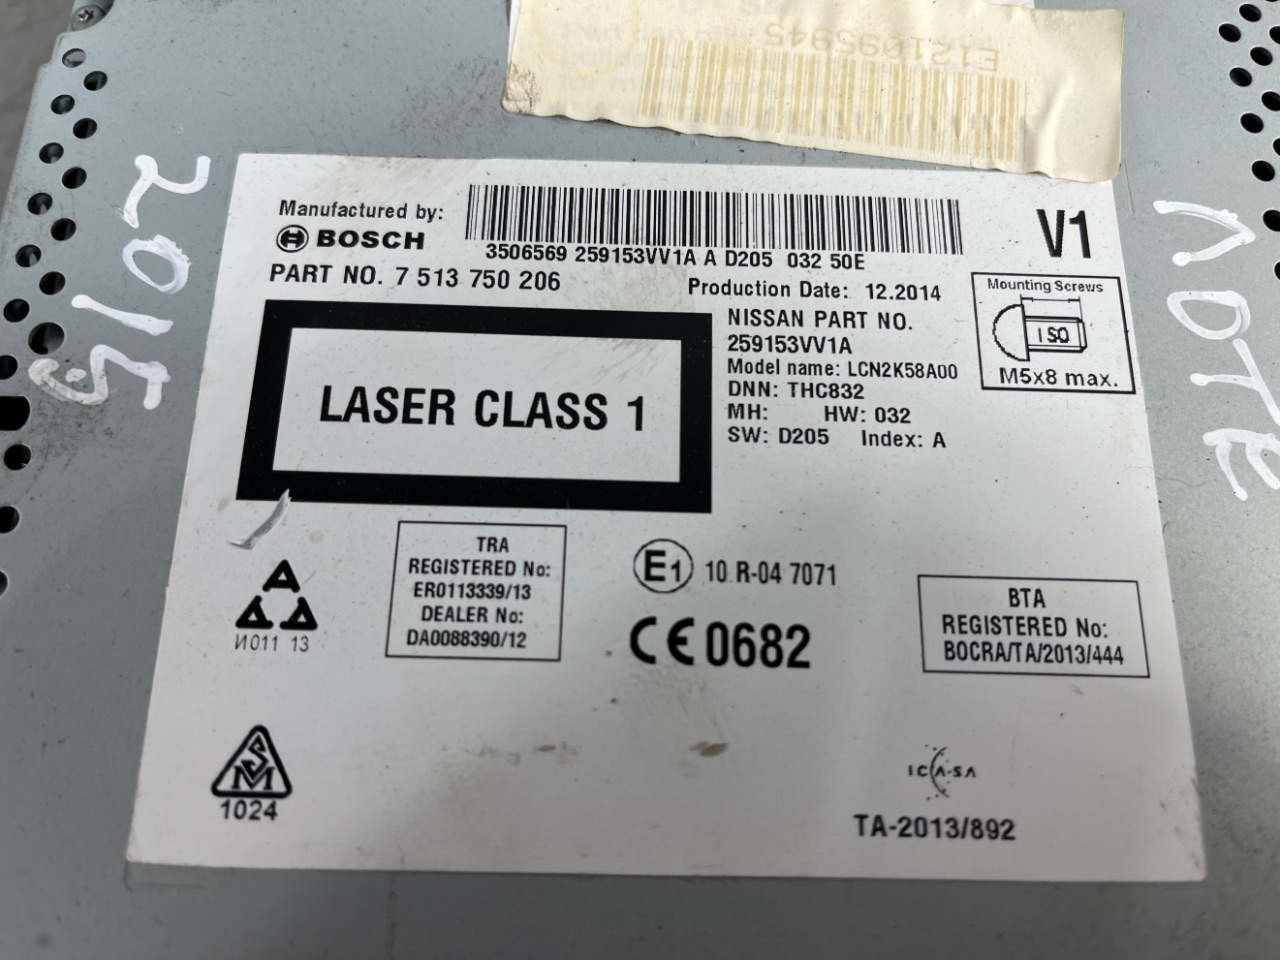 E121095945
for m
2015
NOTE
Manufactured by:
BOSCH
3506569 259153VV1A A D205 032 50E
V1
PART NO. 7 513 750 206
Production Date: 12.2014
NISSAN PART NO.
259153VV1A
Model name: LCN2K58A00
DNN: THC832
MH: HW: 032
SW: D205 Index: A
Mounting Screws
ISO
M5x8 max.
LASER CLASS 1
И011 13
TRA
REGISTERED No:
ER0113339/13
DEALER No:
DA0088390/12
E1 10 R-04 7071
CE 0682
BTA
REGISTERED No:
BOCRA/TA/2013/444
SM
1024
ICASA
TA-2013/892